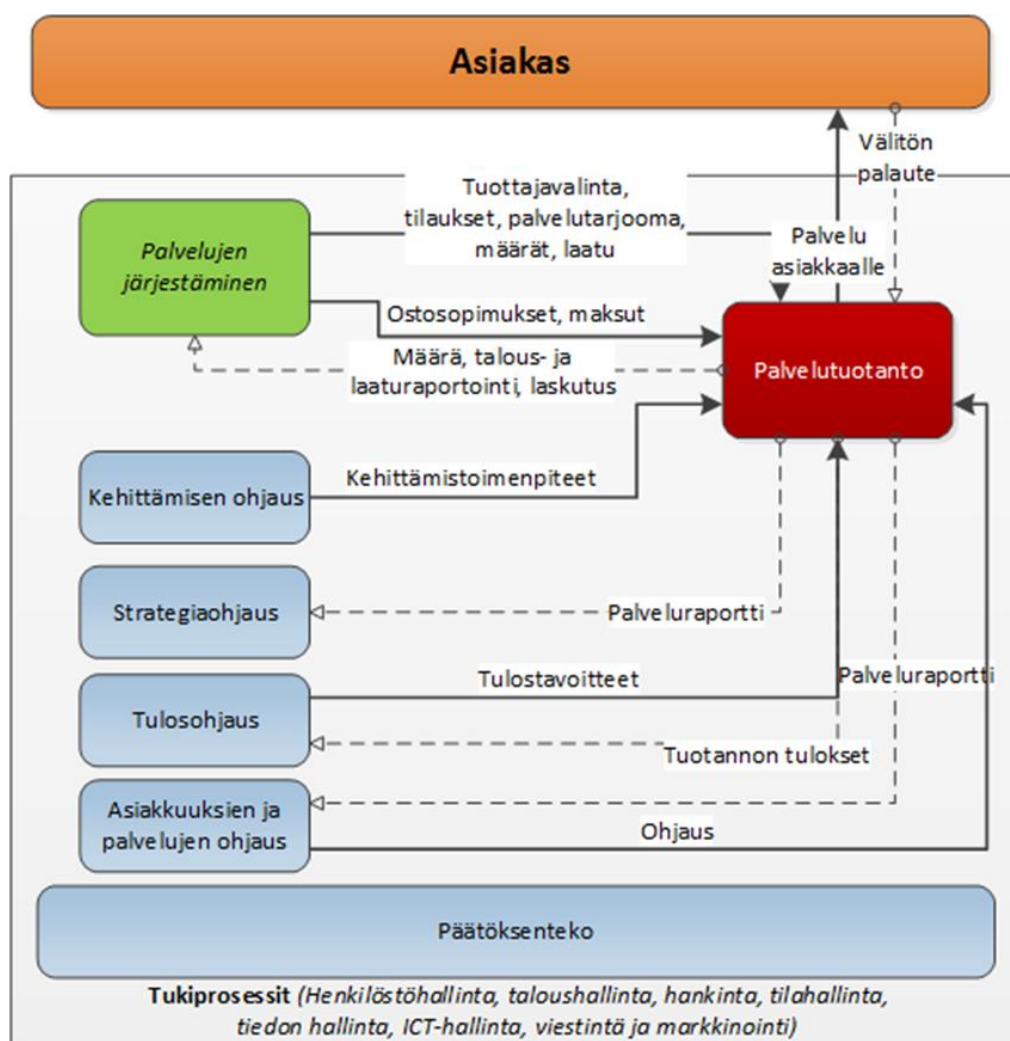 Asiakas
Välitön
palaute
Tuottajavalinta,
tilaukset, palvelutarjooma,
määrät, laatu
Palvelu
asiakkaalle
Palvelujen
järjestäminen
Ostosopimukset, maksut
Määrä, talous- ja
laaturaportointi, laskutus
Palvelutuotanto
Kehittämisen ohjaus
Kehittämistoimenpiteet
Strategiaohjaus
Palveluraportti
Tulosohjaus
Tulostavoitteet
Palveluraportti
Tuotannon tulokset
Asiakkuuksien ja
palvelujen ohjaus
Ohjaus
Päätöksenteko
Tukiprosessit (Henkilöstöhallinta, taloushallinta, hankinta, tilahallinta,
tiedon hallinta, ICT-hallinta, viestintä ja markkinointi)